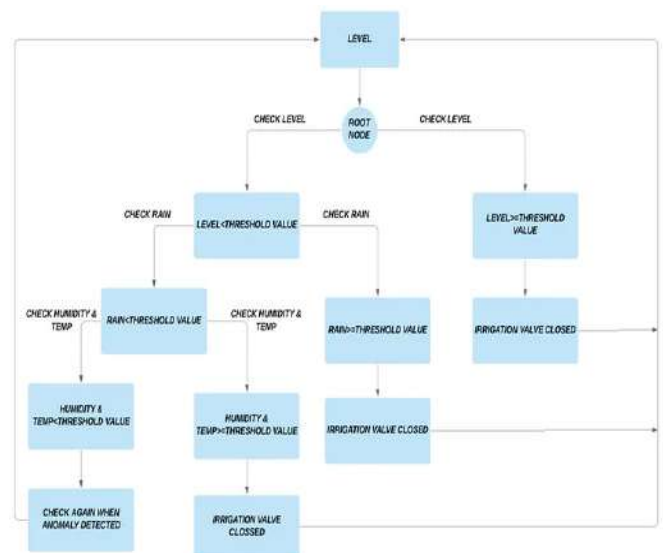 LEVEL
ROOT
NODE
CHECK LEVEL
CHECK LEVEL
LEVEL<THRESHOLD VALUE
LEVEL>=THRESHOLD
VALUE
CHECK RAIN
CHECK RAIN
RAIN<THRESHOLD VALUE
RAIN>=THRESHOLD VALUE
IRRIGATION VALVE CLOSED
CHECK HUMIDITY &
TEMP
CHECK HUMIDITY &
TEMP
HUMIDITY &
TEMP<THRESHOLD VALUE
HUMIDITY &
TEMP>=THRESHOLD VALUE
IRRIGATION VALVE CLOSED
CHECK AGAIN WHEN
ANOMALY DETECTED
IRRIGATION VALVE
CLOSSED